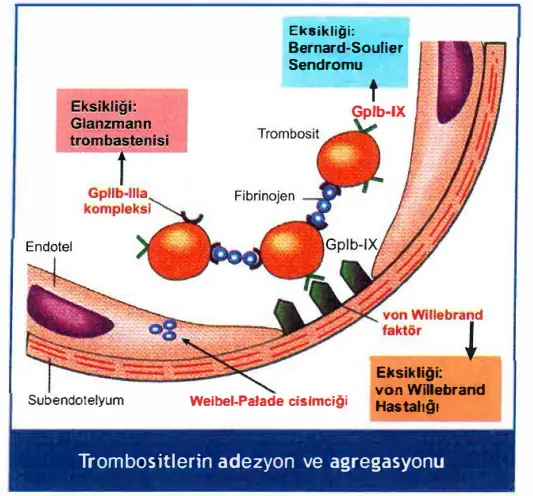 Eksikliği:
Bernard-Soulier
Sendromu
GpIb-IX
Eksikliği:
Glanzmann
trombastenisi
Trombosit
GpIIb-IIIa
kompleksi
Fibrinojen
GpIb-IX
Endotel
von Willebrand
faktör
Eksikliği:
von Willebrand
Hastalığı
Subendotelyum
Weibel-Palade cisimciği
Trombositlerin adezyon ve agregasyonu